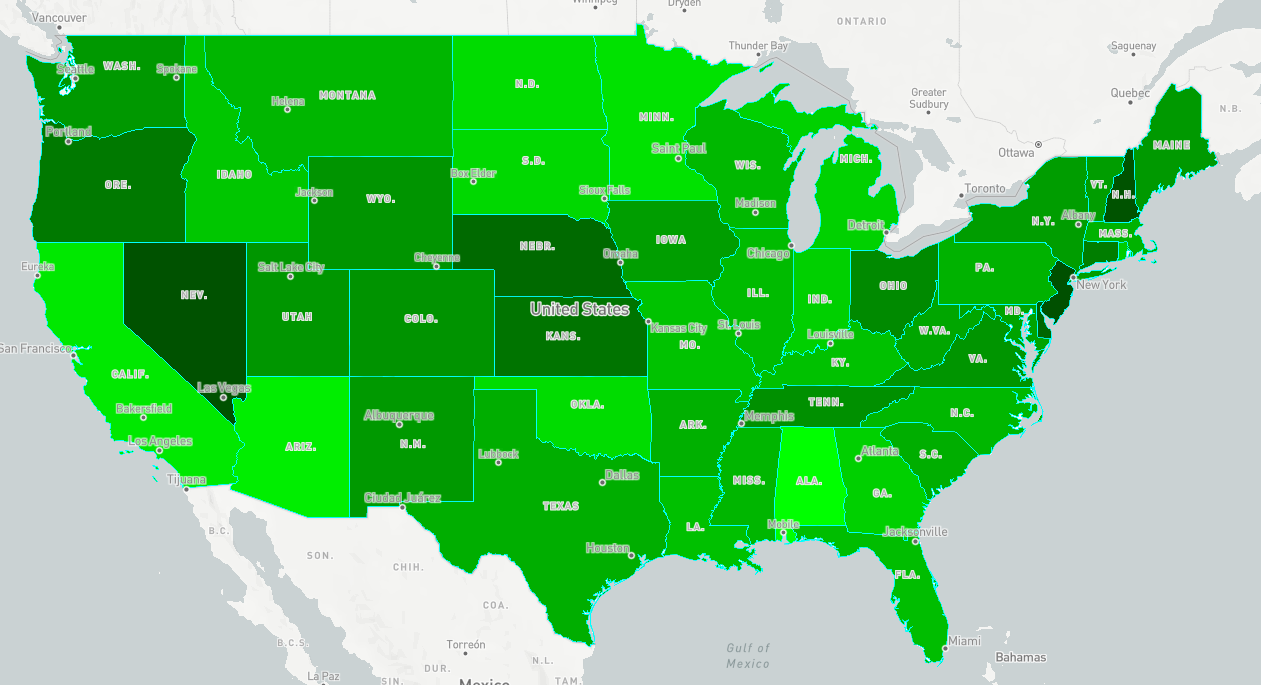 Winnipeg
Dryden
Vancouver
ONTARIO
Thunder Bay
Saguenay
WASH.
Seattle
Spokane
N.D.
MONTANA
Helena
Greater
Sudbury
Quebec
N.B.
MINN.
Portland
Saint Paul
Ottawa
MAINE
S.D.
MICH.
WIS.
ORE.
IDAHO
Box Elder
Jackson
WYO.
Sioux Falls
Toronto
VT.
N.H.
Madison
Detroit
N.Y.
Albany
MASS.
NEBR.
IOWA
Omaha
Chicago
Cheyenne
Eureka
Salt Lake City
PA.
New York
NEV.
OHIO
ILL.
IND.
United States
MD.
UTAH
COLO.
KANS.
Kansas City
St. Louis
Louisville
W.VA.
MO.
San Francisco
VA.
KY.
CALIF.
Las Vegas
Bakersfield
OKLA.
TENN.
Albuquerque
Memphis
N.C.
ARK.
Los Angeles
ARIZ.
N.M.
Lubbock
Atlanta
S.C.
Tijuana
Dallas
MISS.
ALA.
GA.
Ciudad Juárez
TEXAS
LA.
Mobile
Jacksonville
B.C.
Houston
SON.
CHIH.
FLA.
COA.
B.C.S.
Torreón
Gulf of
Mexico
Miami
Bahamas
N.L.
DUR.
La Paz
SIN.
TAM.
Mexico